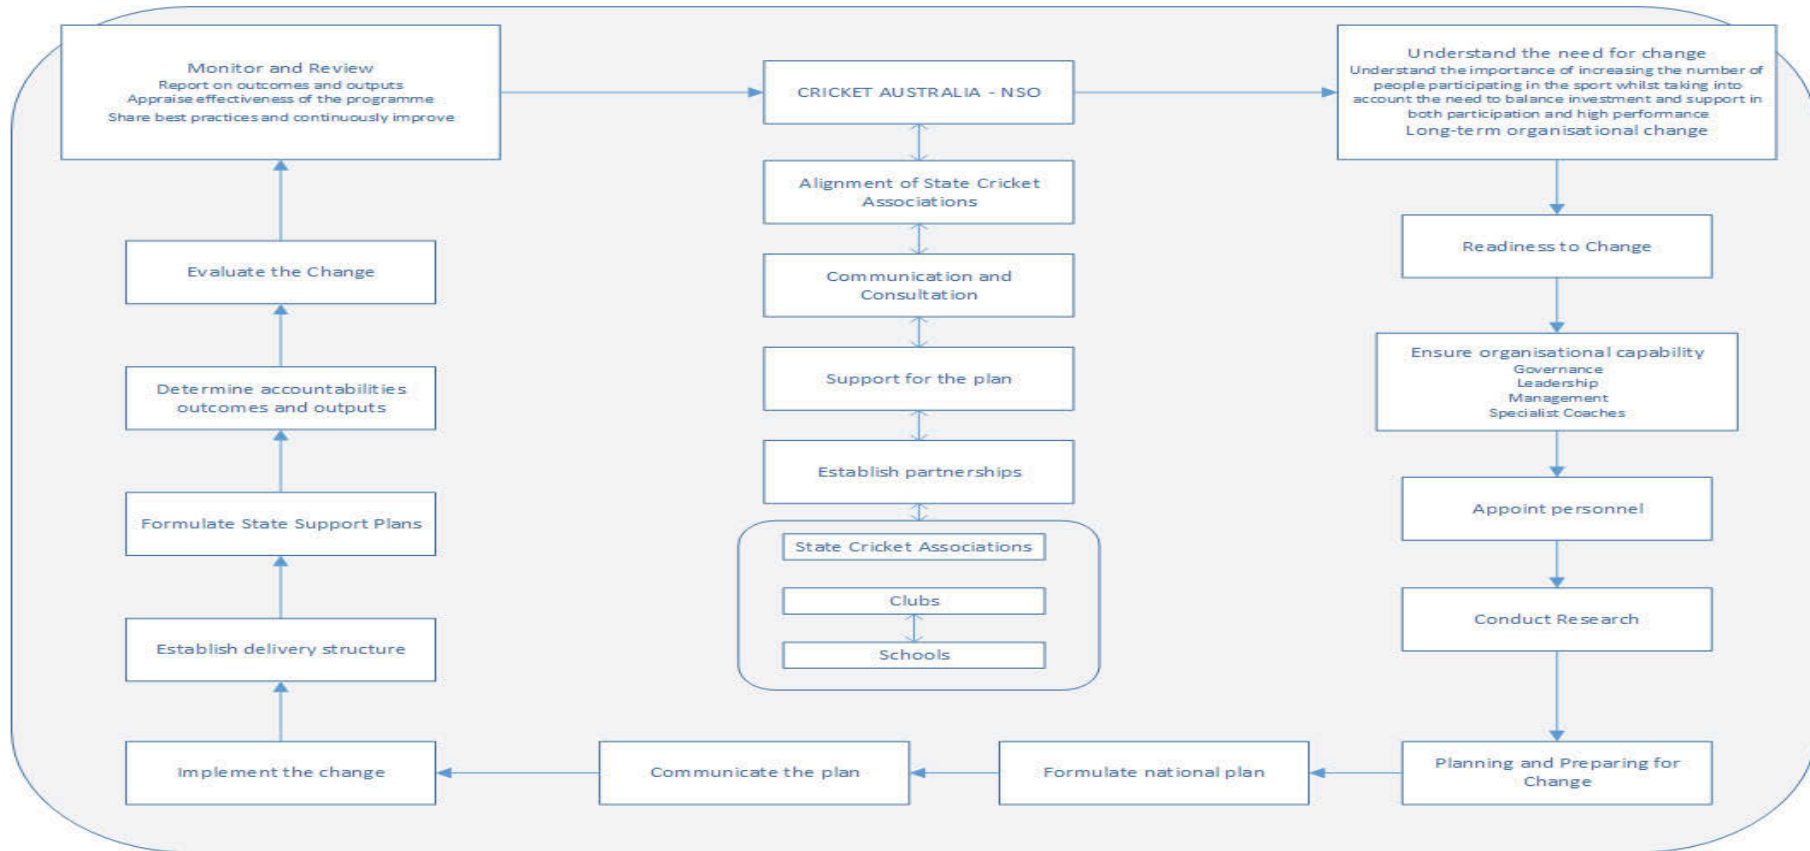 Monitor and Review
Report on outcomes and outputs
Appraise effectiveness of the programme
Share best practices and continuously improve
CRICKET AUSTRALIA - NSO
Understand the need for change
Understand the importance of increasing the number of
people participating in the sport whilst taking into
account the need to balance investment and support in
both participation and high performance
Long-term organisational change
Alignment of State Cricket
Associations
Readiness to Change
Evaluate the Change
Communication and
Consultation
Ensure organisational capability
Governance
Leadership
Management
Specialist Coaches
Determine accountabilities
outcomes and outputs
Support for the plan
Establish partnerships
Appoint personnel
Formulate State Support Plans
State Cricket Associations
Clubs
Schools
Conduct Research
Establish delivery structure
Implement the change
Communicate the plan
Formulate national plan
Planning and Preparing for
Change